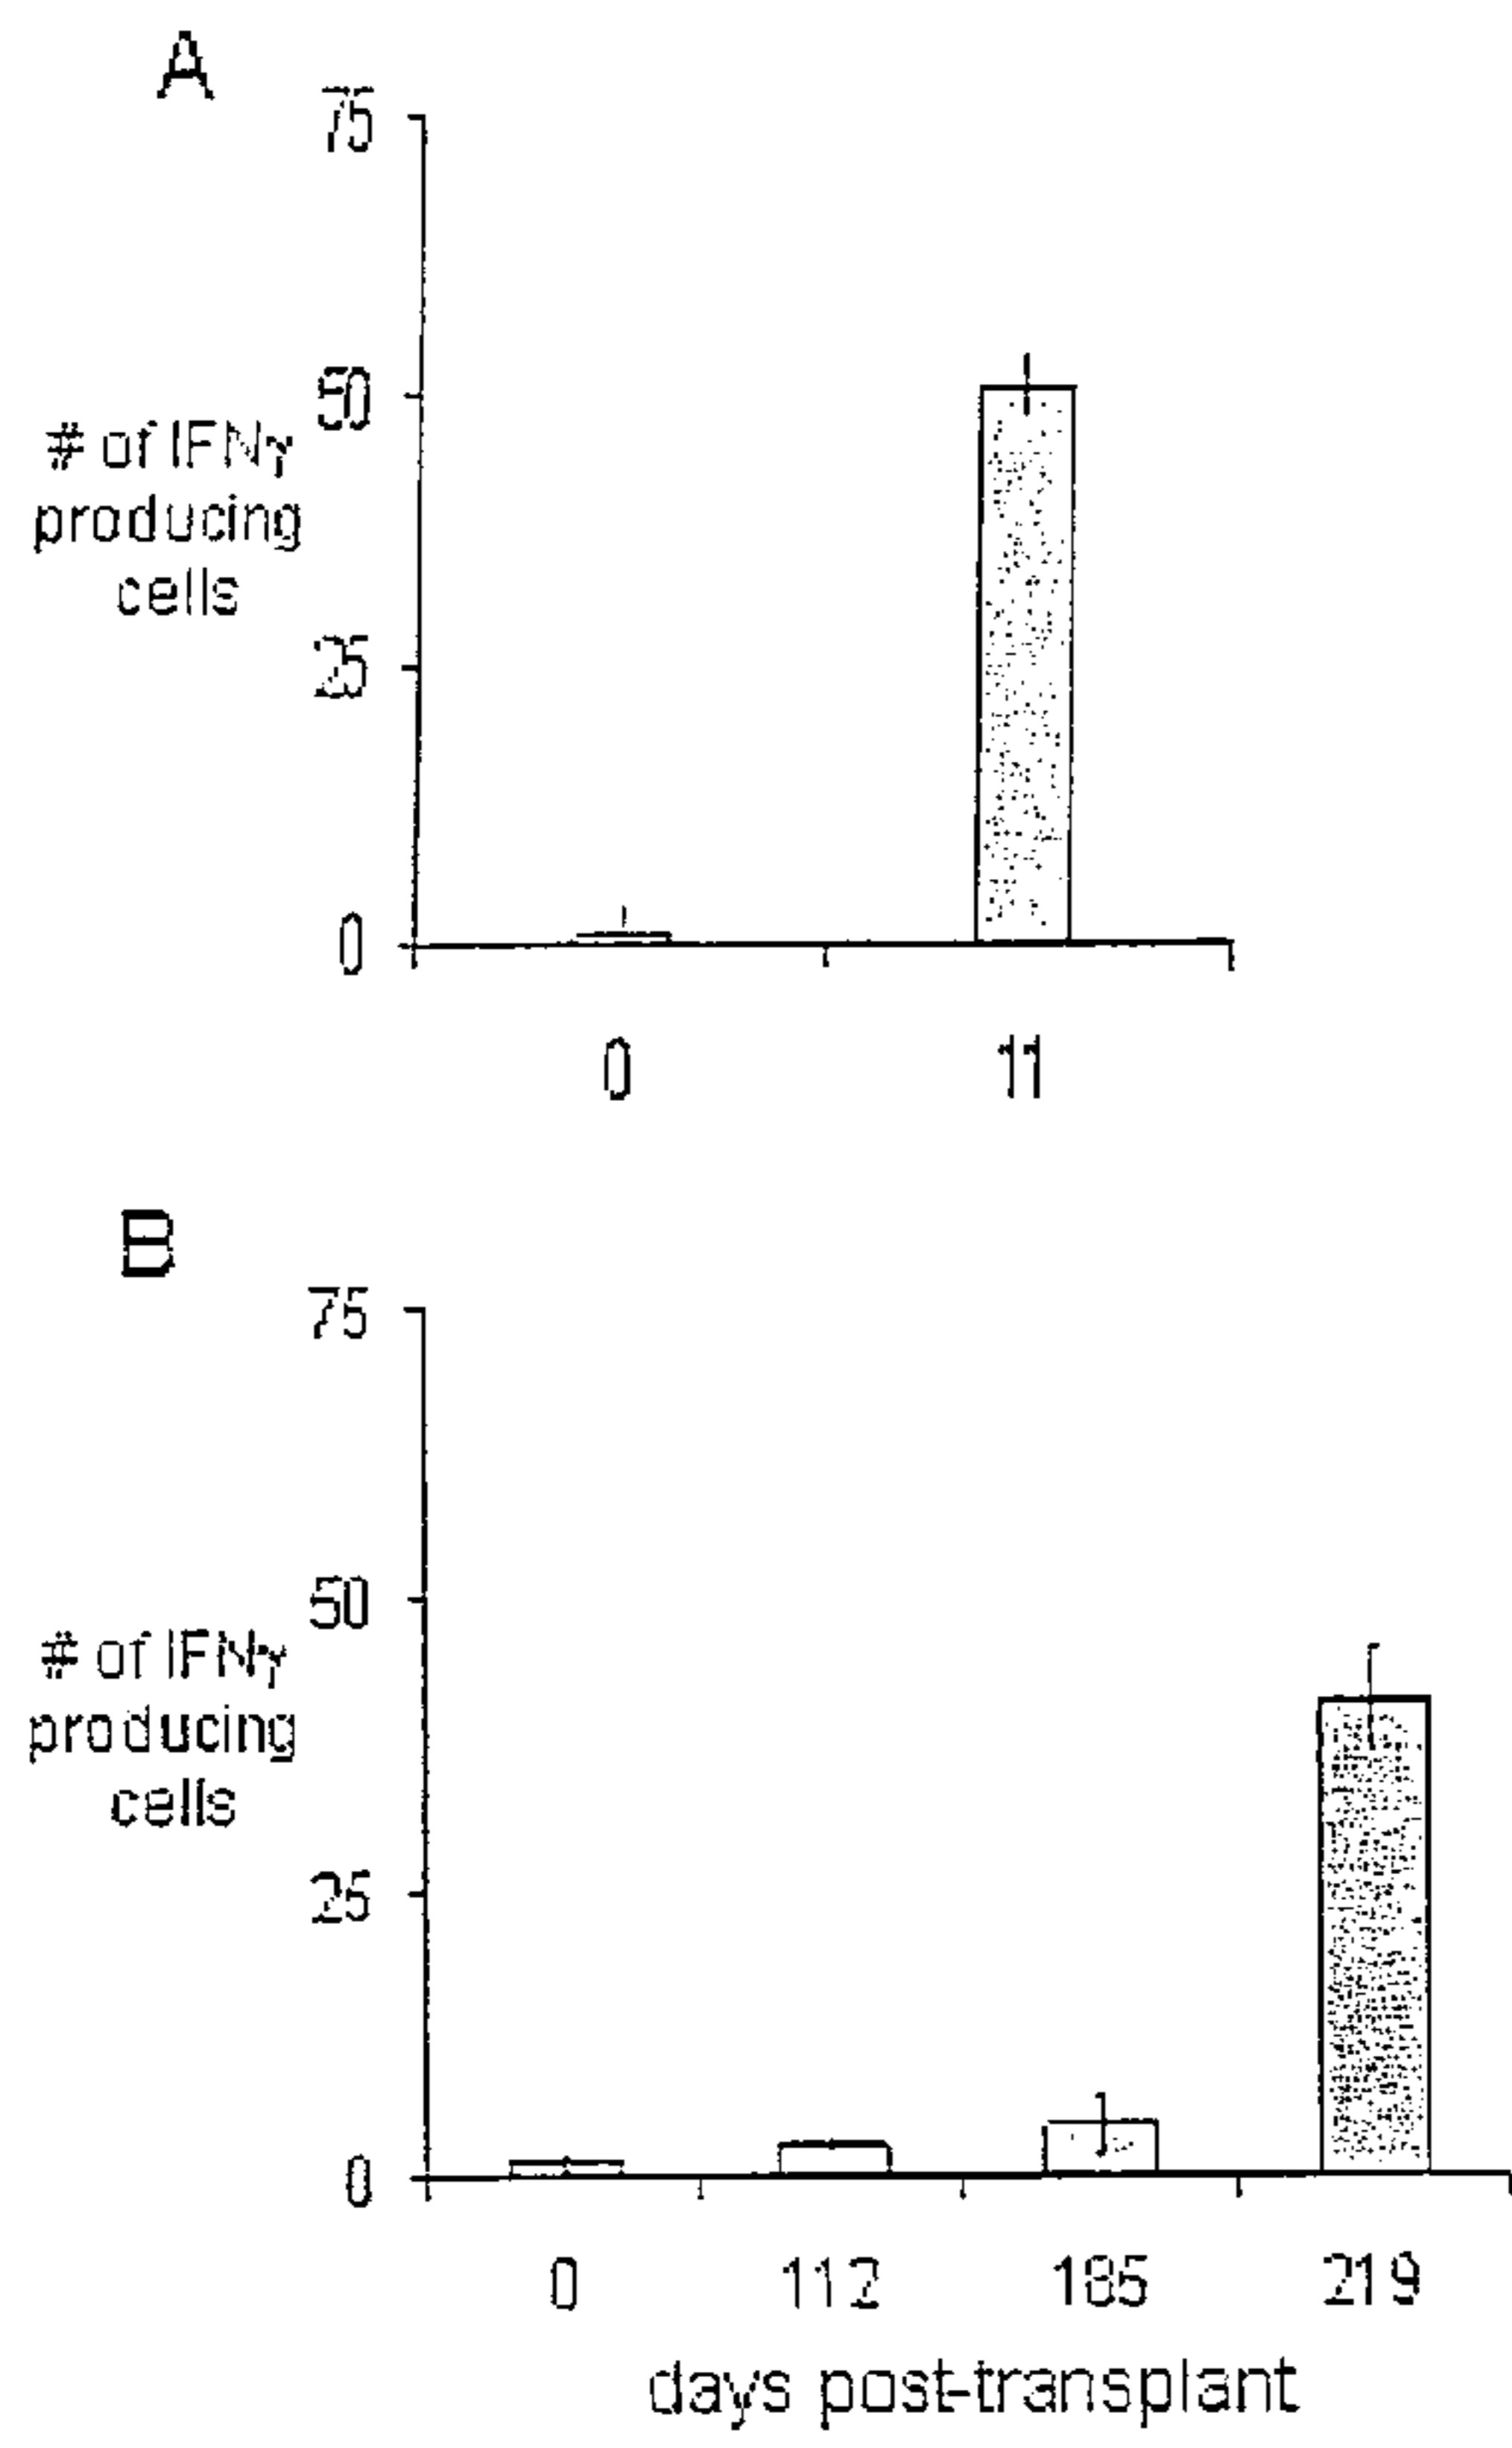 A
75
50
# of IFNγ
producing
cells
25
0
0 11
B
75
50
# of IFNγ
producing
cells
25
0
0 112 185 219
days post-transplant